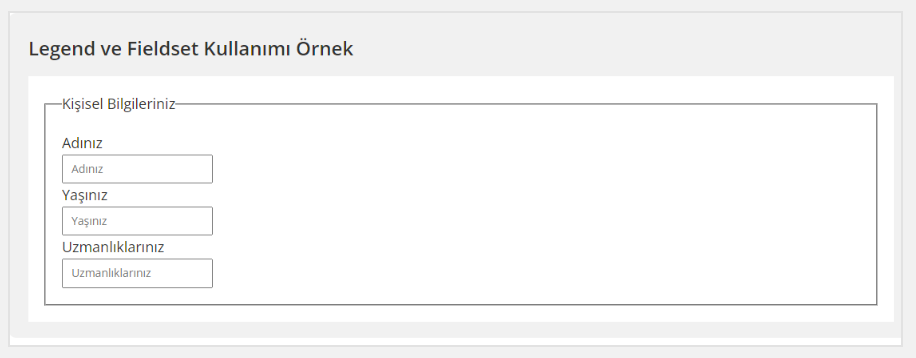 Legend ve Fieldset Kullanımı Örnek
Kişisel Bilgileriniz
Adınız
Adınız
Yaşınız
Yaşınız
Uzmanlıklarınız
Uzmanlıklarınız